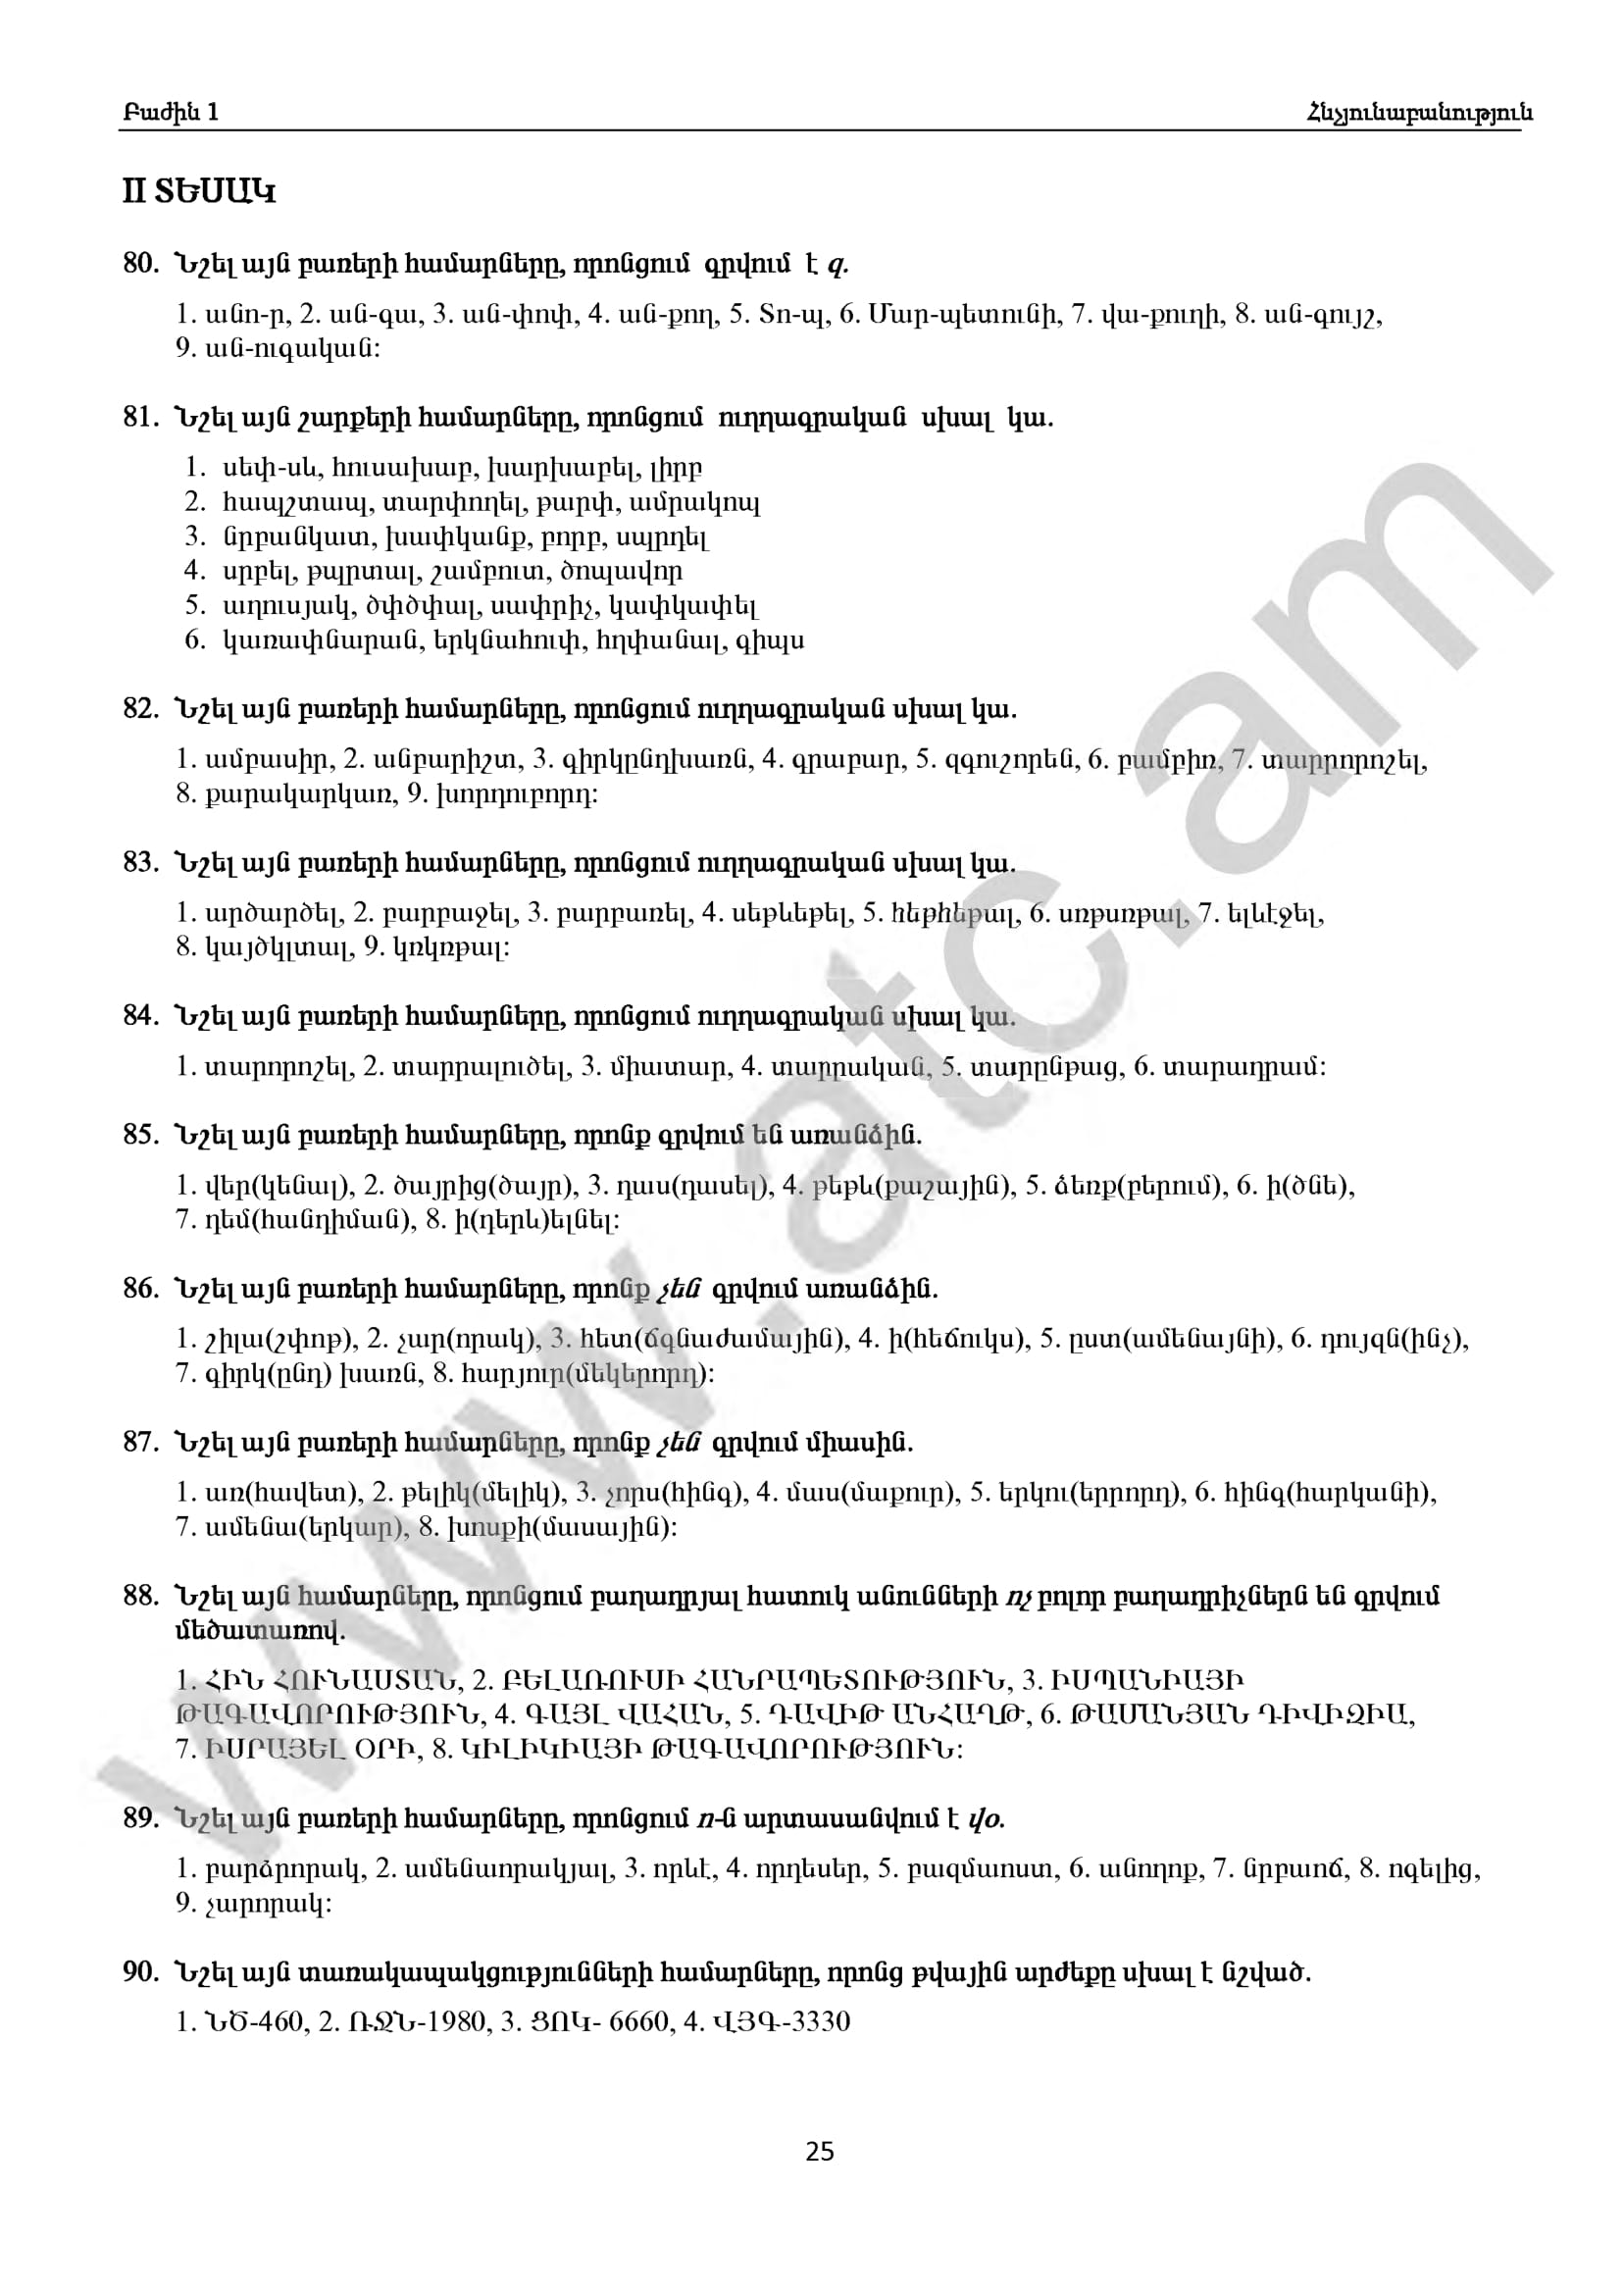 Բաժին 1 Հնչյունաբանություն
II ՏԵՍԱԿ
80. Նշել այն բառերի համարները, որոնցում գրվում է զ.
1. անո-ր, 2. ան-գա, 3. ան-փոփ, 4. ան-քող, 5. Տո-պ, 6. Մար-պետունի, 7. վա-քուղի, 8. ան-գույշ,
9. ան-ուգական:
81. Նշել այն շարքերի համարները, որոնցում ուղղագրական սխալ կա.
1. սեփ-սև, հուսախաբ, խարխաբել, լիրբ
2. հապշտապ, տարփողել, թարփ, ամրակոպ
3. նրբանկատ, խափկանք, բորբ, սպրդել
4. սրբել, թպրտալ, շամբուտ, ծոպավոր
5. աղուսյակ, ծփծփալ, սափրիչ, կափկափել
6. կառափնարան, երկնահուփ, հղփանալ, գիպս
82. Նշել այն բառերի համարները, որոնցում ուղղագրական սխալ կա.
1. ամբասիր, 2. անբարիշտ, 3. գիրկընդխառն, 4. գրաբար, 5. զգուշորեն, 6. բամբիռ, 7. տարրորոշել,
8. քարակարկառ, 9. խորդուբորդ:
83. Նշել այն բառերի համարները, որոնցում ուղղագրական սխալ կա.
1. արծարծել, 2. բարբաջել, 3. բարբառել, 4. սեթևեթել, 5. հեթհեթալ, 6. սռթսռթալ, 7. ելևէջել,
8. կայծկլտալ, 9. կռկռթալ:
84. Նշել այն բառերի համարները, որոնցում ուղղագրական սխալ կա.
1. տարորոշել, 2. տարրալուծել, 3. միատար, 4. տարրական, 5. տարընթաց, 6. տարադրամ:
85. Նշել այն բառերի համարները, որոնք գրվում են առանձին.
1. վեր(կենալ), 2. ծայրից(ծայր), 3. դաս(դասել), 4. թեթև(քաշային), 5. ձեռք(բերում), 6. ի(ծնե),
7. դեմ(հանդիման), 8. ի(դերև)ելնել:
86. Նշել այն բառերի համարները, որոնք չեն գրվում առանձին.
1. շիլա(շփոթ), 2. չար(որակ), 3. հետ(ճգնաժամային), 4. ի(հեճուկս), 5. ըստ(ամենայնի), 6. դույզն(ինչ),
7. գիրկ(ընդ) խառն, 8. հարյուր(մեկերորդ):
87. Նշել այն բառերի համարները, որոնք չեն գրվում միասին.
1. առ(հավետ), 2. թելիկ(մելիկ), 3. չորս(հինգ), 4. մաս(մաքուր), 5. երկու(երրորդ), 6. հինգ(հարկանի),
7. ամենա(երկար), 8. խոսքի(մասային):
88. Նշել այն համարները, որոնցում բաղադրյալ հատուկ անունների ոչ բոլոր բաղադրիչներն են գրվում
մեծատառով.
1. ՀԻՆ ՀՈՒՆԱՍՏԱՆ, 2. ԲԵԼԱՌՈՒՍԻ ՀԱՆՐԱՊԵՏՈՒԹՅՈՒՆ, 3. ԻՍՊԱՆԻԱՅԻ
ԹԱԳԱՎՈՐՈՒԹՅՈՒՆ, 4. ԳԱՅԼ ՎԱՀԱՆ, 5. ԴԱՎԻԹ ԱՆՀԱՂԹ, 6. ԹԱՄԱՆՅԱՆ ԴԻՎԻԶԻԱ,
7. ԻՍՐԱՅԵԼ ՕՐԻ, 8. ԿԻԼԻԿԻԱՅԻ ԹԱԳԱՎՈՐՈՒԹՅՈՒՆ:
89. Նշել այն բառերի համարները, որոնցում ո-ն արտասանվում է վօ.
1. բարձրորակ, 2. ամենաորակյալ, 3. որևէ, 4. որդեսեր, 5. բազմաոստ, 6. անողոք, 7. նրբաոճ, 8. ոգելից,
9. չարորակ:
90. Նշել այն տառակապակցությունների համարները, որոնց թվային արժեքը սխալ է նշված.
1. ՆԾ-460, 2. ՌՋՆ-1980, 3. ՑՈԿ- 6660, 4. ՎՅԳ-3330
25
www.atc.am